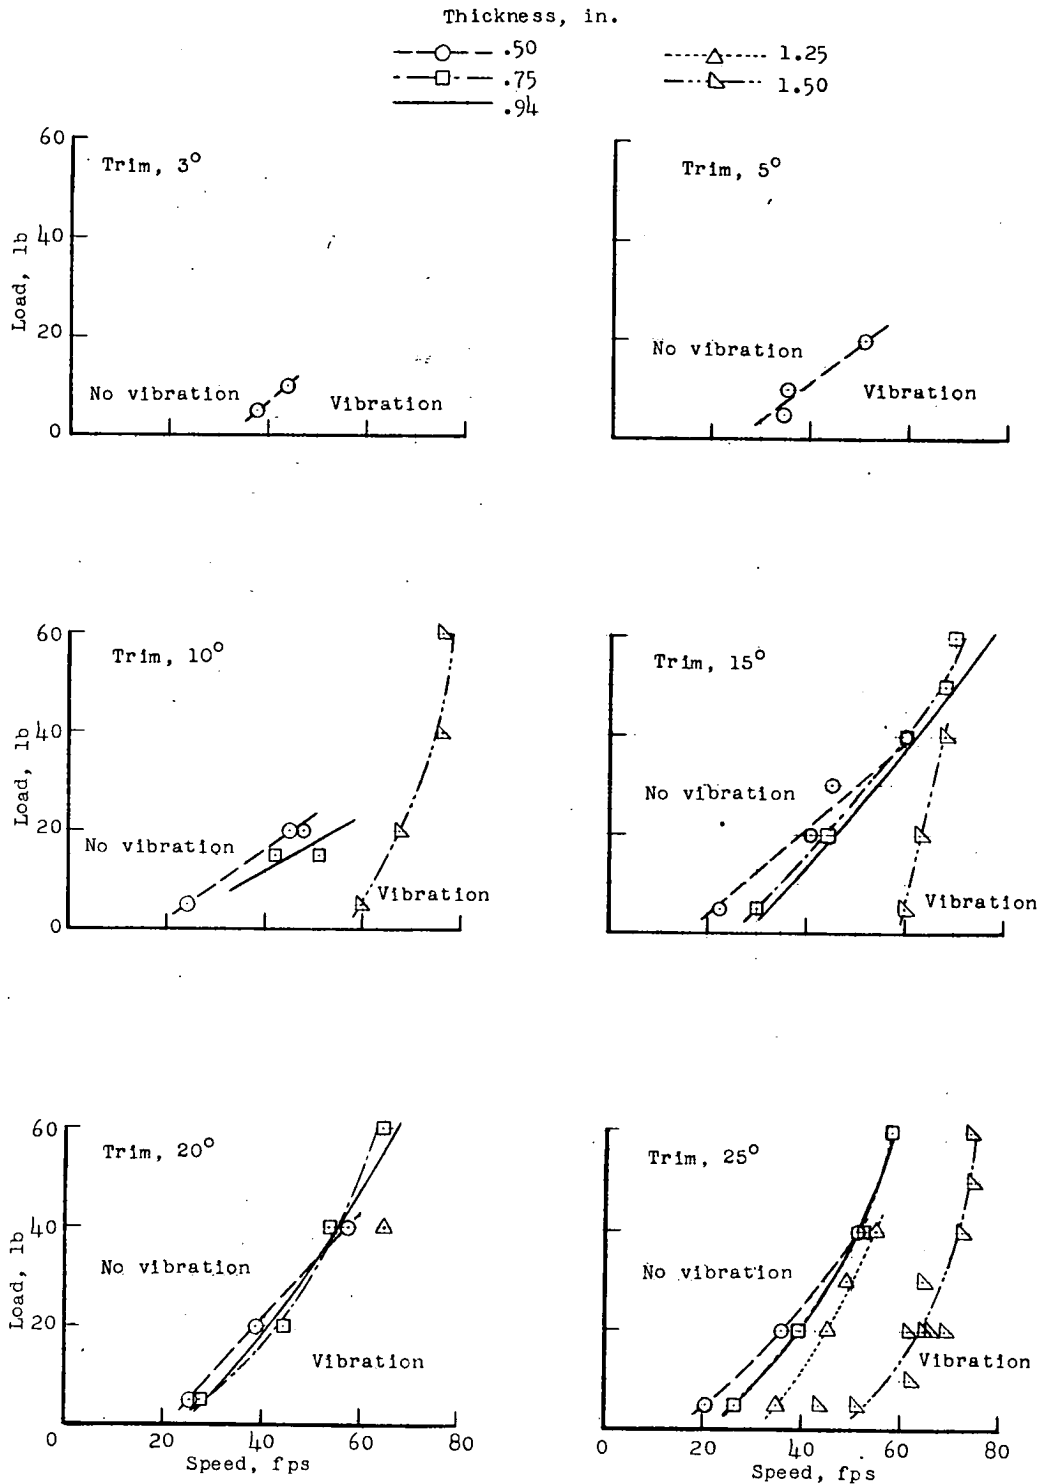 Thickness, in.
.50
1.25
.75
1.50
.94
60
Trim, 3°
Trim, 5°
40
Load, lb
20
No vibration
Vibration
No vibration
Vibration
0
60
Trim, 10°
Trim, 15°
40
Load, lb
No vibration
20
No vibration
Vibration
Vibration
0
60
Trim, 20°
Trim, 25°
40
Load, lb
No vibration
No vibration
20
Vibration
Vibration
0
20
40
60
80
Speed, fps
0
20
40
60
80
Speed, fps